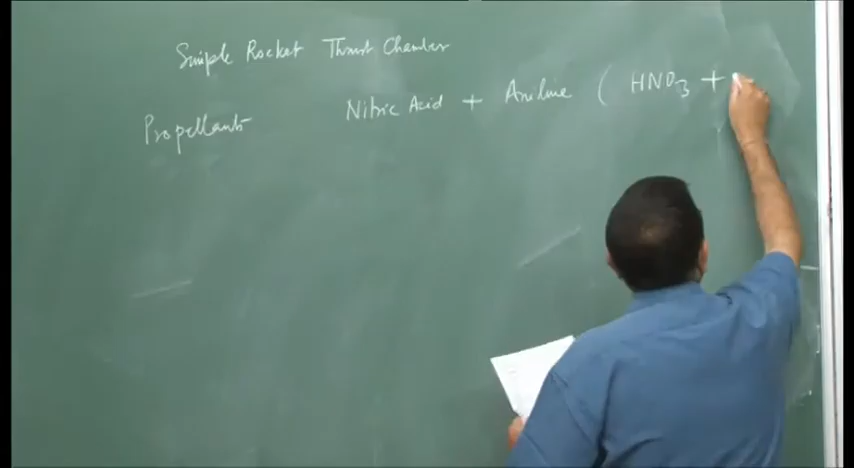 Simple Rocket Thrust Chamber
Propellants Nitric Acid + Aniline ( HNO3 +